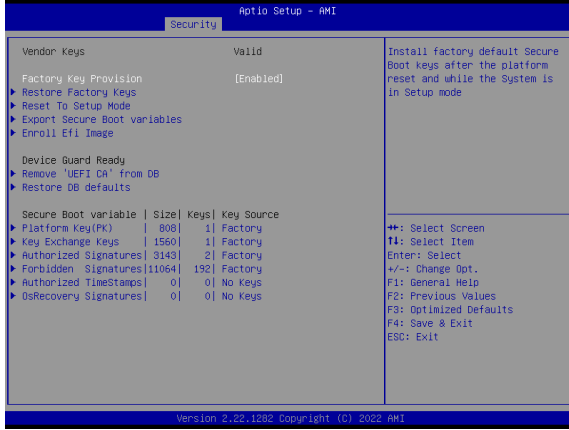 Aptio Setup – AMI
Security
Vendor Keys Valid
Factory Key Provision [Enabled]
▶ Restore Factory Keys
▶ Reset To Setup Mode
▶ Export Secure Boot variables
▶ Enroll Efi Image
Device Guard Ready
▶ Remove 'UEFI CA' from DB
▶ Restore DB defaults
Secure Boot variable | Size| Keys| Key Source
▶ Platform Key(PK) | 808| 1| Factory
▶ Key Exchange Keys | 1560| 1| Factory
▶ Authorized Signatures| 3143| 2| Factory
▶ Forbidden Signatures|11064| 192| Factory
▶ Authorized TimeStamps| 0| 0| No Keys
▶ OsRecovery Signatures| 0| 0| No Keys
Install factory default Secure
Boot keys after the platform
reset and while the System is
in Setup mode
→←: Select Screen
↑↓: Select Item
Enter: Select
+/-: Change Opt.
F1: General Help
F2: Previous Values
F3: Optimized Defaults
F4: Save & Exit
ESC: Exit
Version 2.22.1282 Copyright (C) 2022 AMI